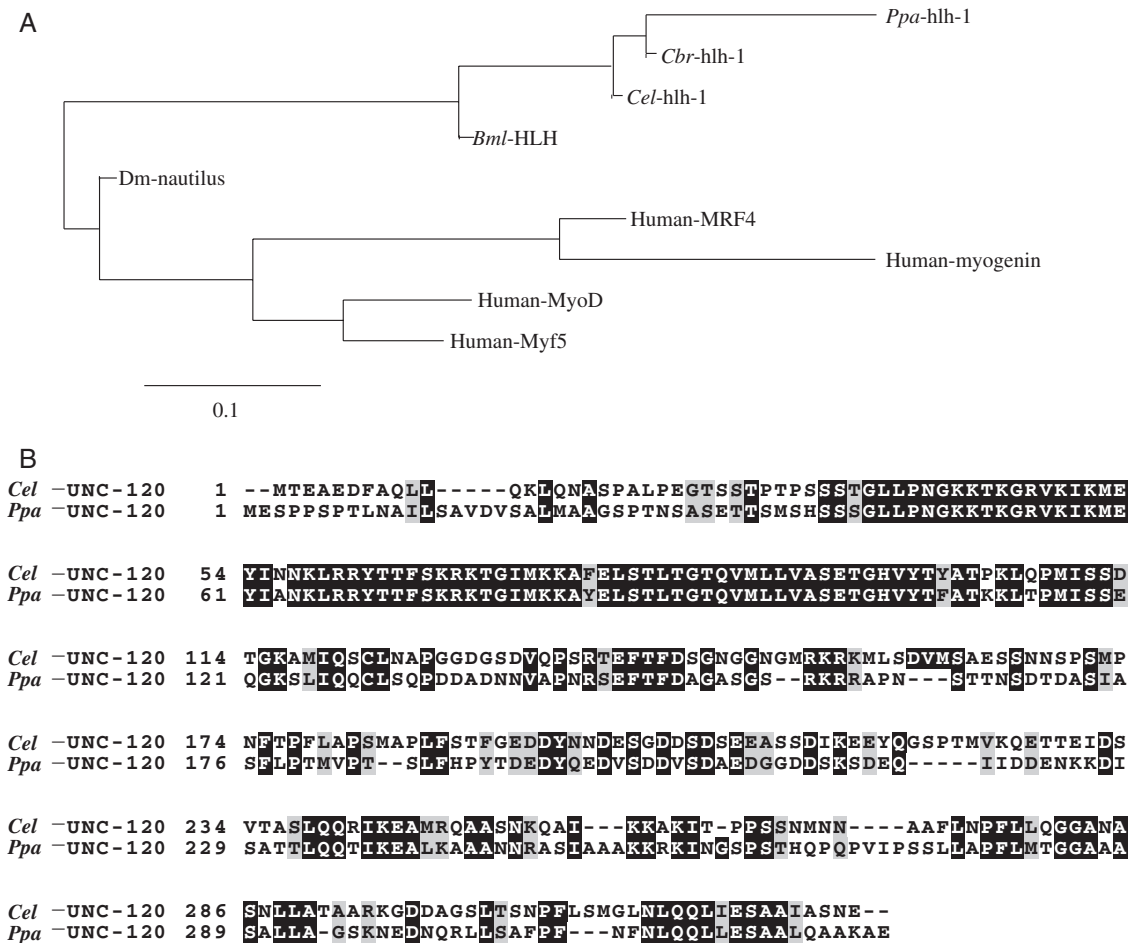 A
Ppa-hlh-1
Cbr-hlh-1
Cel-hlh-1
Bml-HLH
Dm-nautilus
Human-MRF4
Human-myogenin
Human-MyoD
Human-Myf5
0.1
B
Cel –UNC-120 1 --MTEAEDFAQLL-----QKLQNASPALPEGTSSTPTPSSSTGLLPNGKKTKGRVKIKME
Ppa –UNC-120 1 MESPPSPTLNAILSAVDVSALMAAGSPTNSASETTSMSHSSSGLLPNGKKTKGRVKIKME
Cel –UNC-120 54 YINNKLRRYTTFSKRKTGIMKKAFELSTLTGTQVMLLVASETGHVYTYATPKLQPMISSD
Ppa –UNC-120 61 YIANKLRRYTTFSKRKTGIMKKAYELSTLTGTQVMLLVASETGHVYTFATKKLTPMISSE
Cel –UNC-120 114 TGKAMIQSCLNAPGGDGSDVQPSRTEFTFDSGNGGNGMRKRKMLSDVMSAESSNNSPSMP
Ppa –UNC-120 121 QGKSLIQQCLSQPDDADNNVAPNRSEFTFDAGASGS--RKRRAPN---STTNSDTDASIA
Cel –UNC-120 174 NFTPFLAPSMAPLFSTFGEDDYNNDESGDDSDSEEASSDIKEEYQGSPTMVKQETTEIDS
Ppa –UNC-120 176 SFLPTMVPT--SLFHPYTDEDYQEDVSDDVSDAEDGGDDSKSDEQ-----IIDDENKKDI
Cel –UNC-120 234 VTASLQQRIKEAMRQAASNKQAI---KKAKIT-PPSSNMNN----AAFLNPFLLQGGANA
Ppa –UNC-120 229 SATTLQQTIKEALKAAANNRASIAAAKKRKINGSPSTHQPQPVIPSSLLAPFLMTGGAAA
Cel –UNC-120 286 SNLLATAARKGDDAGSLTSNPFLSMGLNLQQLIESAAIASNE--
Ppa –UNC-120 289 SALLA-GSKNEDNQRLLSAFPF---NFNLQQLLESAALQAAKAE